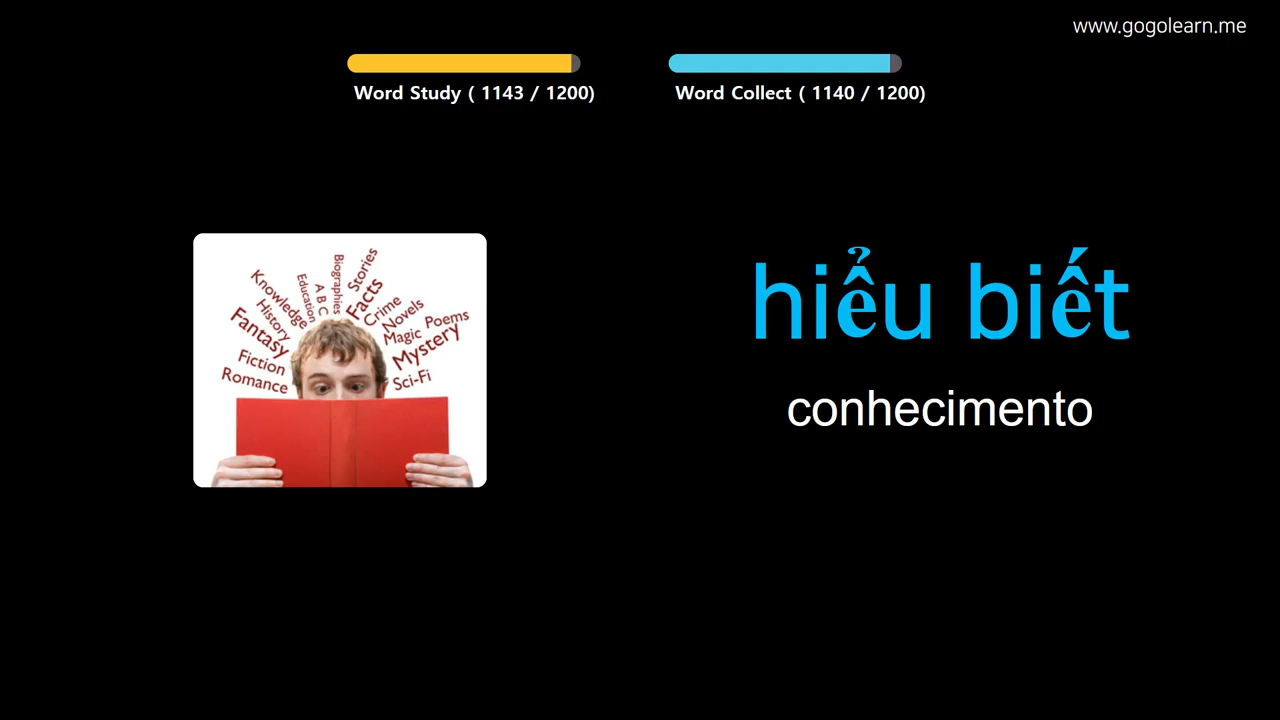 www.gogolearn.me
Word Study ( 1143 / 1200)
Word Collect ( 1140 / 1200)
hiểu biết
conhecimento
Stories
Biographies
Facts
A B C
Education
Knowledge
Crime
History
Novels
Fantasy
Magic
Poems
Mystery
Fiction
Romance
Sci-Fi